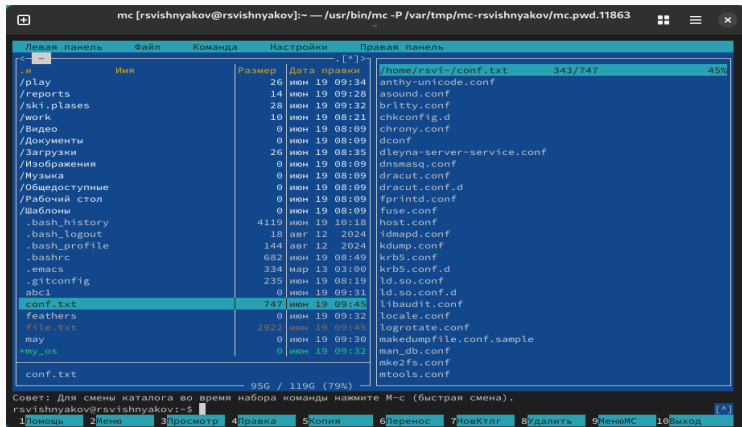 mc [rsvishnyakov@rsvishnyakov]:~ — /usr/bin/mc -P /var/tmp/mc-rsvishnyakov/mc.pwd.11863
~
Левая панель Файл Команда Настройки Правая панель
<─ ~ .[^]>
.и Имя Размер Дата правки /home/rsvi~/conf.txt 343/747 45%
/play 26 июн 19 09:34 anthy-unicode.conf
/reports 14 июн 19 09:28 asound.conf
/ski.plases 28 июн 19 09:32 brltty.conf
/work 10 июн 19 08:21 chkconfig.d
/Видео 0 июн 19 08:09 chrony.conf
/Документы 0 июн 19 08:09 dconf
/Загрузки 26 июн 19 08:35 dleyna-server-service.conf
/Изображения 0 июн 19 08:09 dnsmasq.conf
/Музыка 0 июн 19 08:09 dracut.conf
/Общедоступные 0 июн 19 08:09 dracut.conf.d
/Рабочий стол 0 июн 19 08:09 fprintd.conf
/Шаблоны 0 июн 19 08:09 fuse.conf
.bash_history 4119 июн 19 10:18 host.conf
.bash_logout 18 авг 12 2024 idmapd.conf
.bash_profile 144 авг 12 2024 kdump.conf
.bashrc 682 июн 19 08:49 krb5.conf
.emacs 334 мар 13 03:00 krb5.conf.d
.gitconfig 235 июн 19 08:19 ld.so.conf
abc1 0 июн 19 09:31 ld.so.conf.d
conf.txt 747 июн 19 09:45 libaudit.conf
feathers 0 июн 19 09:32 locale.conf
file.txt 2922 июн 19 09:45 logrotate.conf
may 0 июн 19 09:30 makedumpfile.conf.sample
*my_os 0 июн 19 09:32 man_db.conf
mke2fs.conf
conf.txt mtools.conf
95G / 119G (79%)
Совет: Для смены каталога во время набора команды нажмите M-c (быстрая смена).
rsvishnyakov@rsvishnyakov:~$ [^]
1Помощь 2Меню 3Просмотр 4Правка 5Копия 6Перенос 7НовКтлг 8Удалить 9МенюMC 10Выход